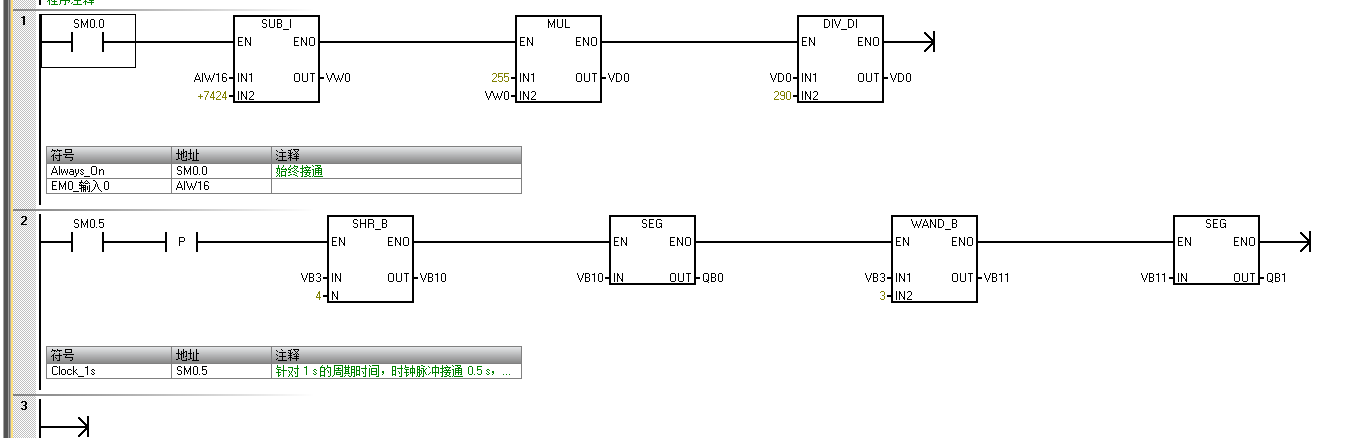 程序注释
1
SM0.0
SUB_I
MUL
DIV_DI
EN ENO EN ENO EN ENO
AIW16 IN1 OUT VW0 255 IN1 OUT VD0 VD0 IN1 OUT VD0
+7424 IN2 VW0 IN2 290 IN2
符号 地址 注释
Always_On SM0.0 始终接通
EM0_输入0 AIW16
2
SM0.5
SHR_B
SEG
WAND_B
SEG
P EN ENO EN ENO EN ENO EN ENO
VB3 IN OUT VB10 VB10 IN OUT QB0 VB3 IN1 OUT VB11 VB11 IN OUT QB1
4 N 3 IN2
符号 地址 注释
Clock_1s SM0.5 针对 1 s 的周期时间，时钟脉冲接通 0.5 s，...
3